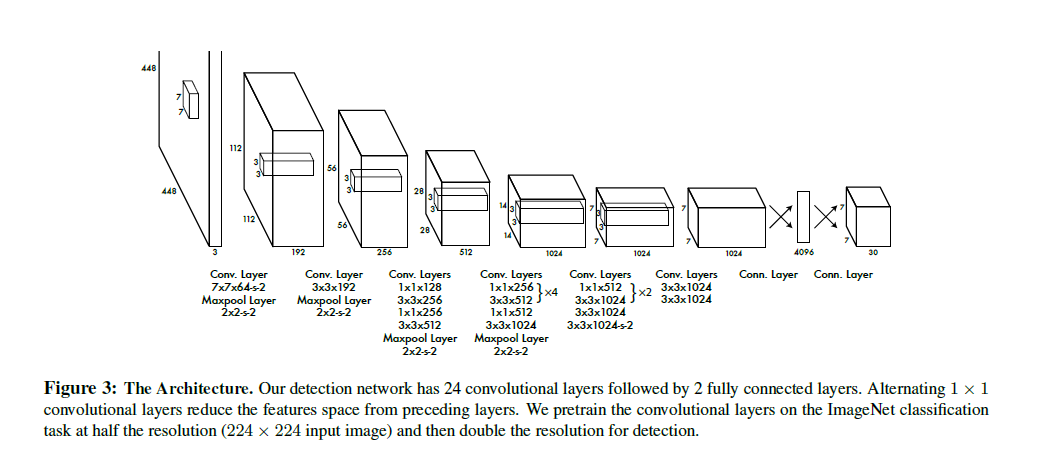 448
448
7
7
3
112
112
3
3
192
56
56
3
3
256
28
28
3
3
512
14
14
3
3
1024
7
7
3
3
1024
7
7
1024
4096
7
7
30
Conv. Layer
7x7x64-s-2
Maxpool Layer
2x2-s-2
Conv. Layer
3x3x192
Maxpool Layer
2x2-s-2
Conv. Layers
1x1x128
3x3x256
1x1x256
3x3x512
Maxpool Layer
2x2-s-2
Conv. Layers
1x1x256
3x3x512
}×4
1x1x512
3x3x1024
Maxpool Layer
2x2-s-2
Conv. Layers
1x1x512
3x3x1024
}×2
3x3x1024
3x3x1024-s-2
Conv. Layers
3x3x1024
3x3x1024
Conn. Layer
Conn. Layer
Figure 3: The Architecture. Our detection network has 24 convolutional layers followed by 2 fully connected layers. Alternating 1 × 1
convolutional layers reduce the features space from preceding layers. We pretrain the convolutional layers on the ImageNet classification
task at half the resolution (224 × 224 input image) and then double the resolution for detection.